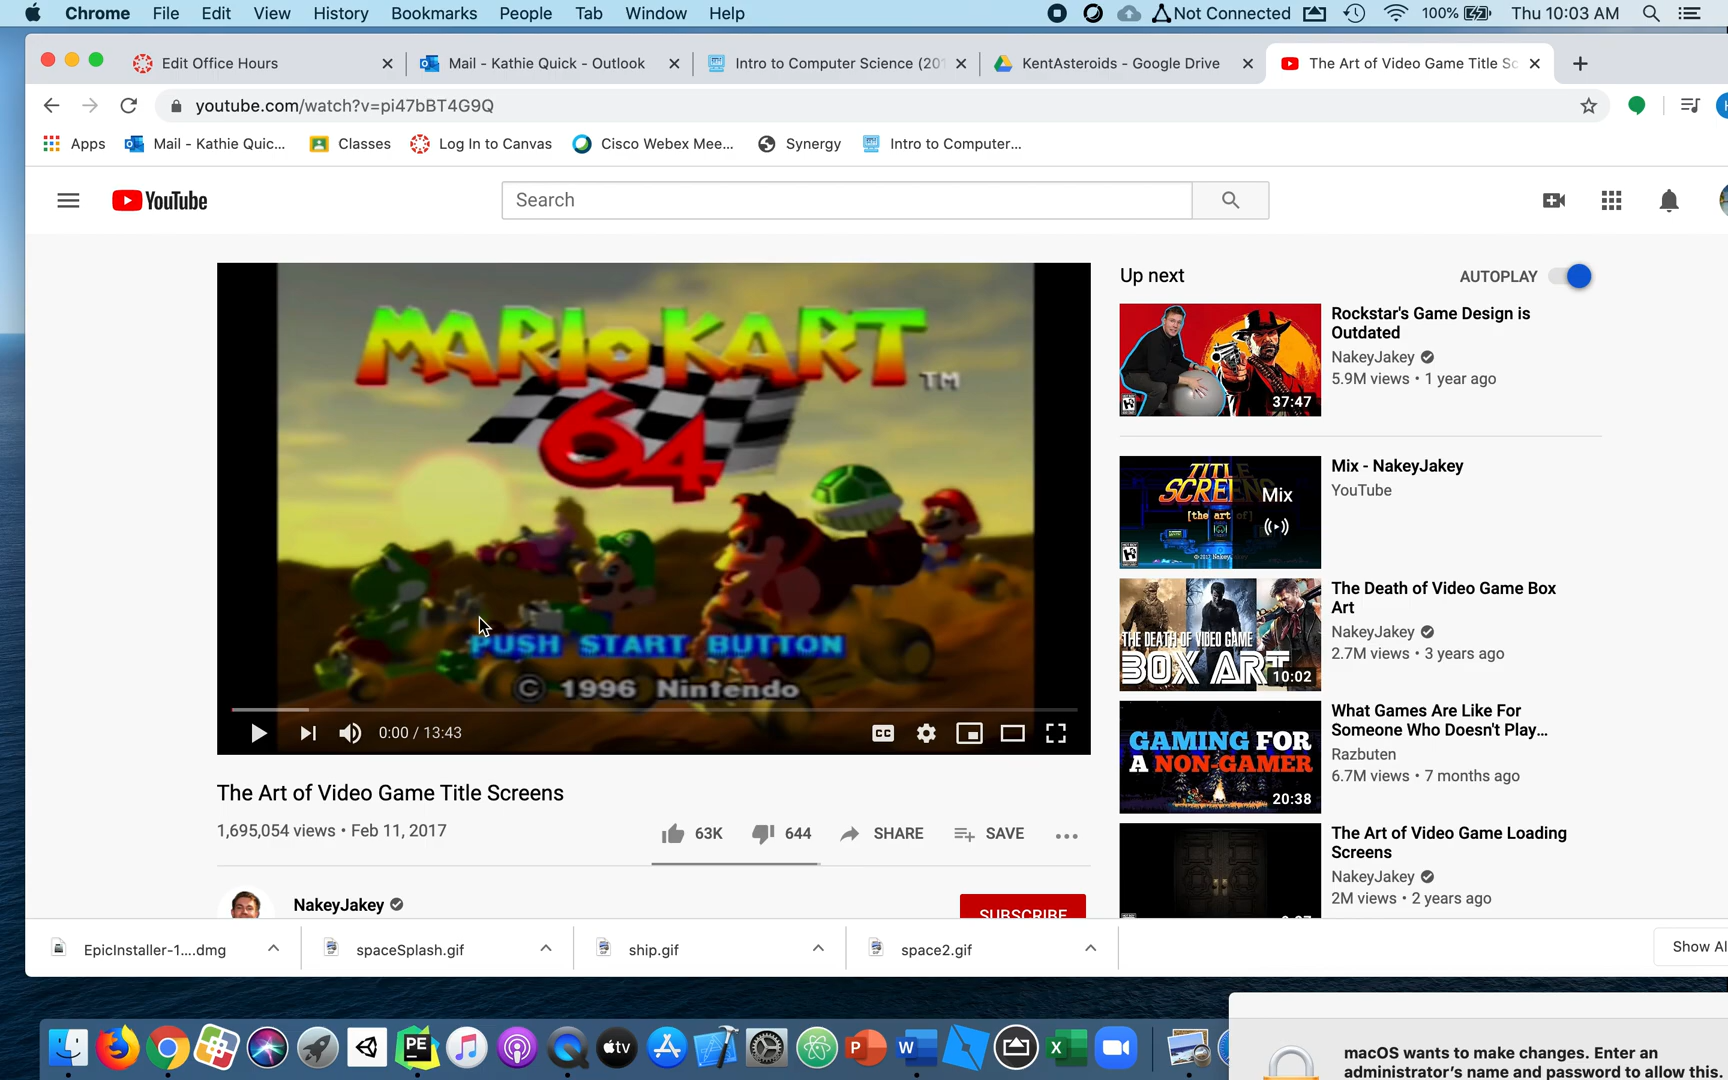 Chrome File Edit View History Bookmarks People Tab Window Help Not Connected 100% Thu 10:03 AM
Edit Office Hours Mail - Kathie Quick - Outlook Intro to Computer Science (201 KentAsteroids - Google Drive The Art of Video Game Title Sc
youtube.com/watch?v=pi47bBT4G9Q
Apps Mail - Kathie Quic... Classes Log In to Canvas Cisco Webex Mee... Synergy Intro to Computer...
YouTube Search
MARIOKART TM
64
PUSH START BUTTON
© 1996 Nintendo
0:00 / 13:43 CC
The Art of Video Game Title Screens
1,695,054 views • Feb 11, 2017 63K 644 SHARE SAVE
NakeyJakey SUBSCRIBE
Up next AUTOPLAY
Rockstar's Game Design is
Outdated
NakeyJakey
5.9M views • 1 year ago
37:47
TITLE
SCREENS
[the art of]
Mix
Mix - NakeyJakey
YouTube
The Death of Video Game Box
Art
NakeyJakey
2.7M views • 3 years ago
THE DEATH OF VIDEO GAME
BOX ART
10:02
What Games Are Like For
Someone Who Doesn't Play...
Razbuten
6.7M views • 7 months ago
GAMING FOR
A NON-GAMER
20:38
The Art of Video Game Loading
Screens
NakeyJakey
2M views • 2 years ago
EpicInstaller-1....dmg spaceSplash.gif ship.gif space2.gif Show Al
PE tv P W X
macOS wants to make changes. Enter an
administrator's name and password to allow this.